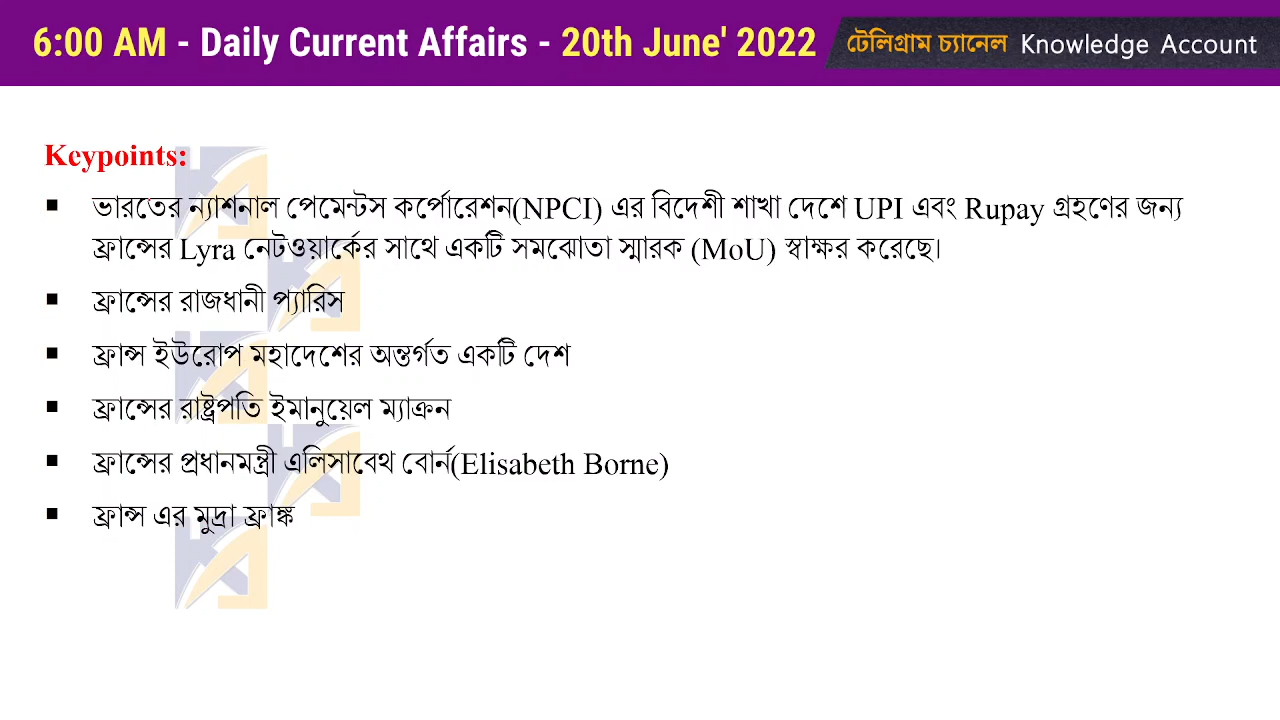 6:00 AM - Daily Current Affairs - 20th June' 2022
টেলিগ্রাম চ্যানেল Knowledge Account
Keypoints:
▪ ভারতের ন্যাশনাল পেমেন্টস কর্পোরেশন(NPCI) এর বিদেশী শাখা দেশে UPI এবং Rupay গ্রহণের জন্য
ফ্রান্সের Lyra নেটওয়ার্কের সাথে একটি সমঝোতা স্মারক (MoU) স্বাক্ষর করেছে।
▪ ফ্রান্সের রাজধানী প্যারিস
▪ ফ্রান্স ইউরোপ মহাদেশের অন্তর্গত একটি দেশ
▪ ফ্রান্সের রাষ্ট্রপতি ইমানুয়েল ম্যাক্রন
▪ ফ্রান্সের প্রধানমন্ত্রী এলিসাবেথ বোর্ন(Elisabeth Borne)
▪ ফ্রান্স এর মুদ্রা ফ্রাঙ্ক